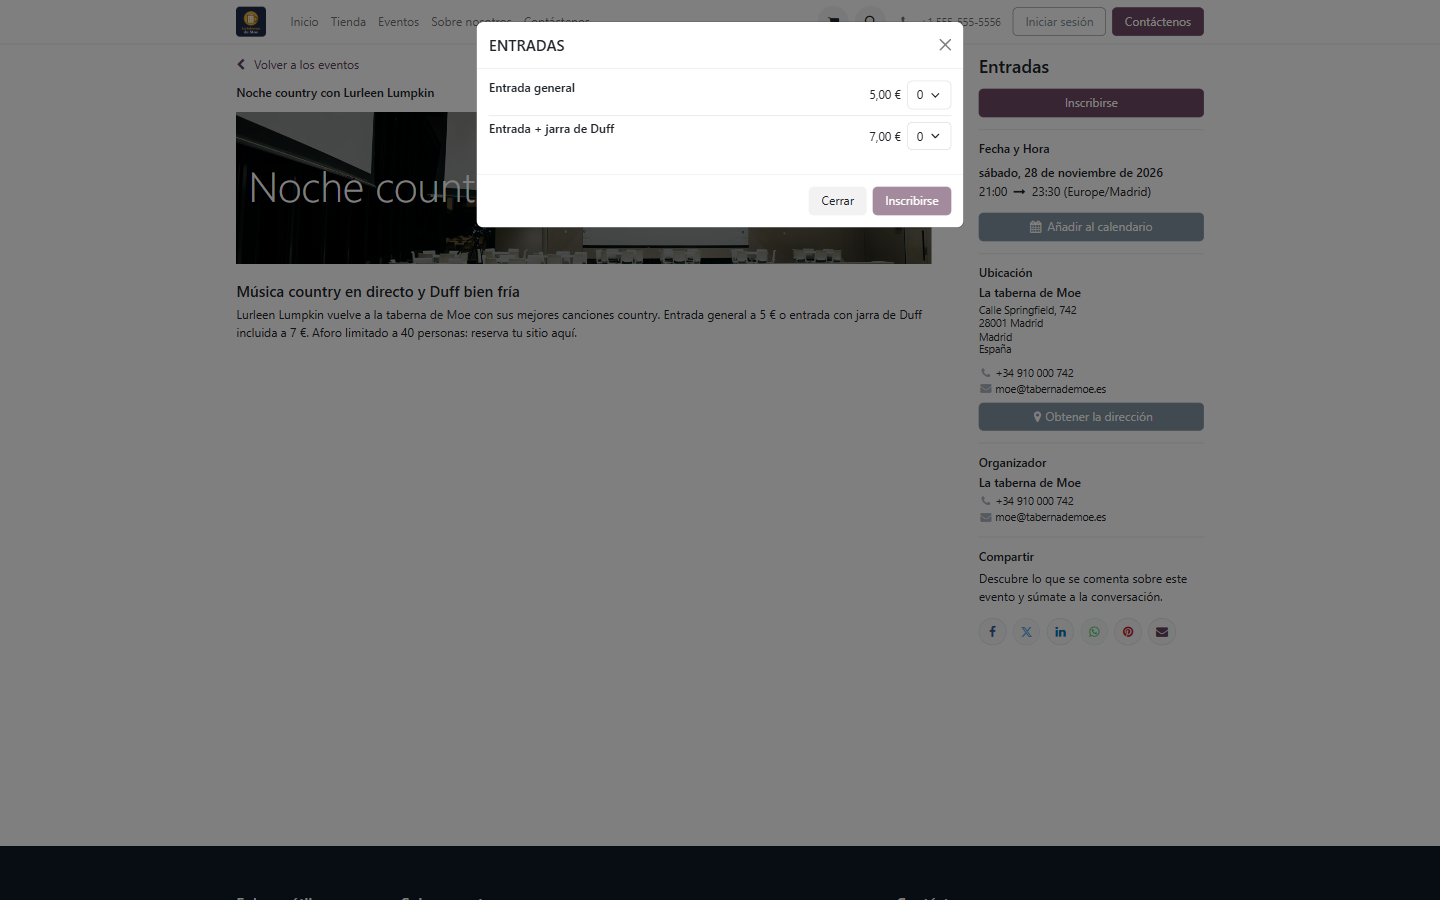 Inicio Tienda Eventos Sobre nosotros Contáctenos +1 555-555-5556 Iniciar sesión Contáctenos
Volver a los eventos
Noche country con Lurleen Lumpkin
Noche count
ENTRADAS
Entrada general
5,00 € 0
Entrada + jarra de Duff
7,00 € 0
Cerrar Inscribirse
Música country en directo y Duff bien fría
Lurleen Lumpkin vuelve a la taberna de Moe con sus mejores canciones country. Entrada general a 5 € o entrada con jarra de Duff
incluida a 7 €. Aforo limitado a 40 personas: reserva tu sitio aquí.
Entradas
Inscribirse
Fecha y Hora
sábado, 28 de noviembre de 2026
21:00 → 23:30 (Europe/Madrid)
Añadir al calendario
Ubicación
La taberna de Moe
Calle Springfield, 742
28001 Madrid
Madrid
España
+34 910 000 742
moe@tabernademoe.es
Obtener la dirección
Organizador
La taberna de Moe
+34 910 000 742
moe@tabernademoe.es
Compartir
Descubre lo que se comenta sobre este
evento y súmate a la conversación.